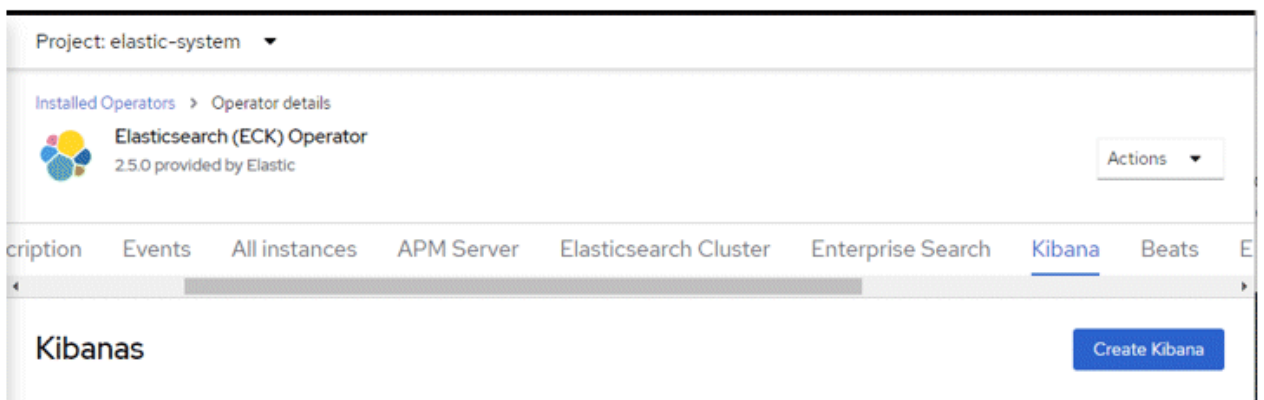 Project: elastic-system
Installed Operators > Operator details
Elasticsearch (ECK) Operator
2.5.0 provided by Elastic
Actions
cription Events All instances APM Server Elasticsearch Cluster Enterprise Search Kibana Beats E
Kibanas
Create Kibana